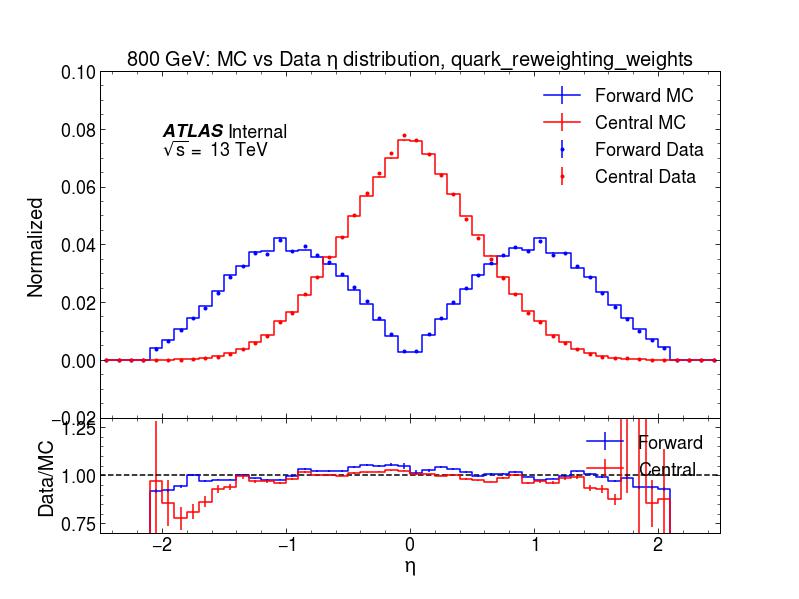 800 GeV: MC vs Data η distribution, quark_reweighting_weights
0.10
0.08
0.06
0.04
0.02
0.00
−0.02
Normalized
ATLAS Internal
√s = 13 TeV
Forward MC
Central MC
Forward Data
Central Data
1.25
1.00
0.75
Data/MC
Forward
Central
−2 −1 0 1 2
η